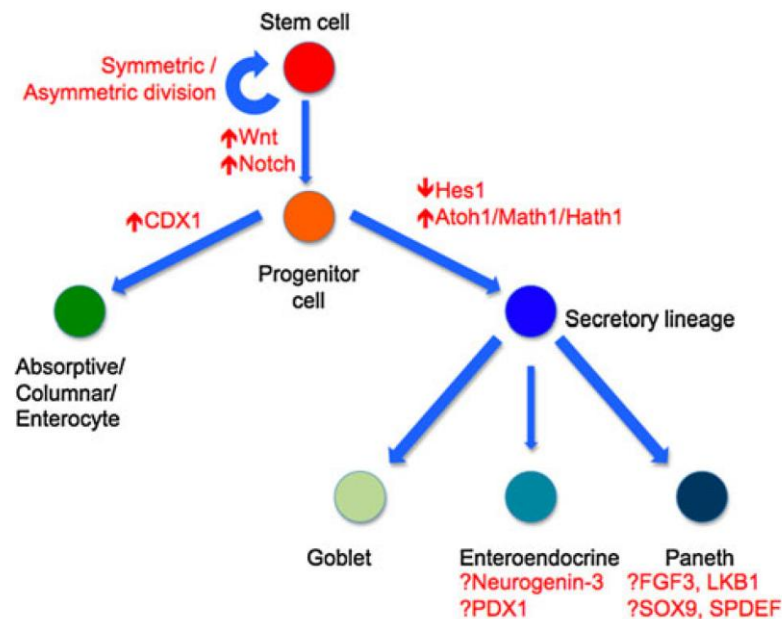 Stem cell
Symmetric /
Asymmetric division
↑Wnt
↑Notch
↑CDX1
↓Hes1
↑Atoh1/Math1/Hath1
Progenitor
cell
Secretory lineage
Absorptive/
Columnar/
Enterocyte
Goblet
Enteroendocrine
?Neurogenin-3
?PDX1
Paneth
?FGF3, LKB1
?SOX9, SPDEF